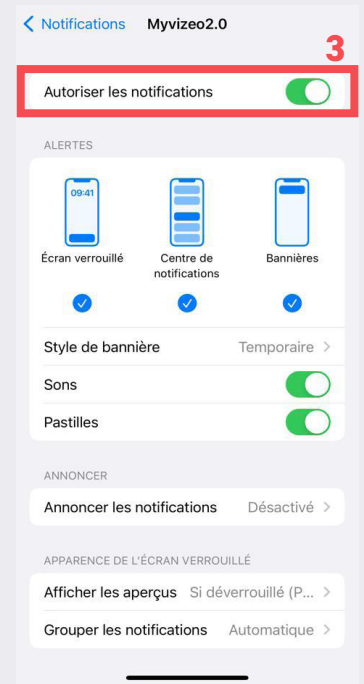 Notifications Myvizeo2.0
3
Autoriser les notifications
ALERTES
09:41
Écran verrouillé Centre de notifications Bannières
Style de bannière Temporaire
Sons
Pastilles
ANNONCER
Annoncer les notifications Désactivé
APPARENCE DE L'ÉCRAN VERROUILLÉ
Afficher les aperçus Si déverrouillé (P...
Grouper les notifications Automatique